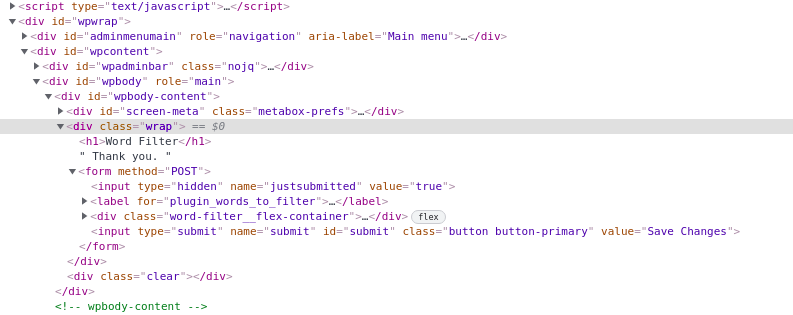 <script type="text/javascript">…</script>
<div id="wpwrap">
<div id="adminmenumain" role="navigation" aria-label="Main menu">…</div>
<div id="wpcontent">
<div id="wpadminbar" class="nojq">…</div>
<div id="wpbody" role="main">
<div id="wpbody-content">
<div id="screen-meta" class="metabox-prefs">…</div>
<div class="wrap"> == $0
<h1>Word Filter</h1>
" Thank you. "
<form method="POST">
<input type="hidden" name="justsubmitted" value="true">
<label for="plugin_words_to_filter">…</label>
<div class="word-filter__flex-container">…</div> flex
<input type="submit" name="submit" id="submit" class="button button-primary" value="Save Changes">
</form>
</div>
<div class="clear"></div>
</div>
<!-- wpbody-content -->